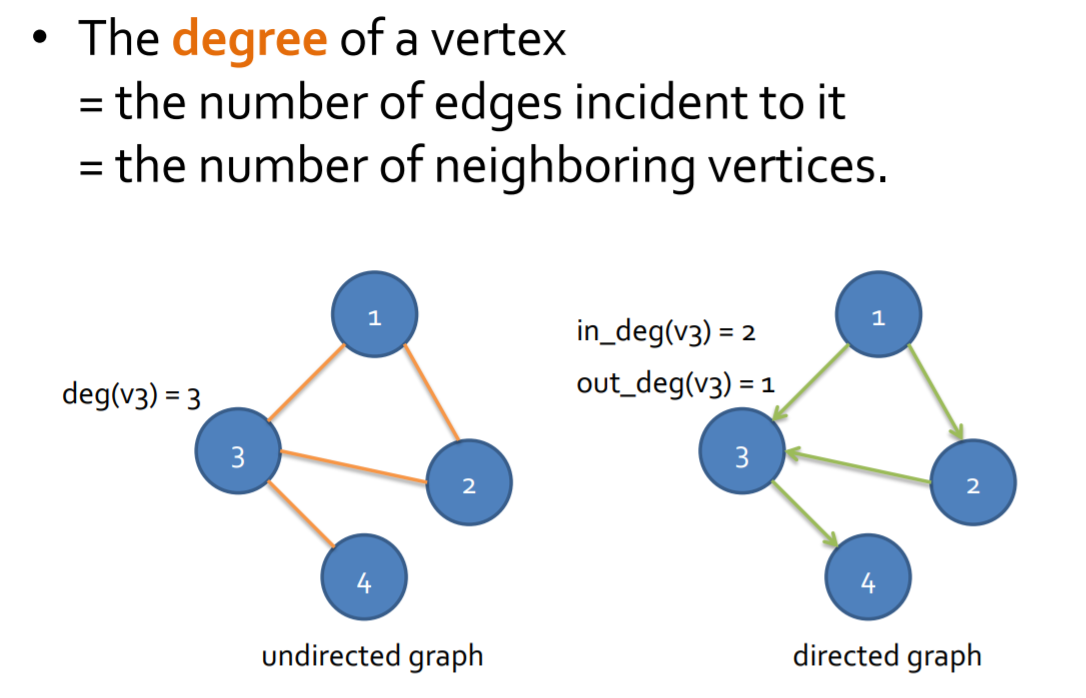 • The degree of a vertex
= the number of edges incident to it
= the number of neighboring vertices.
deg(v3) = 3
1
3
2
4
undirected graph
in_deg(v3) = 2
out_deg(v3) = 1
1
3
2
4
directed graph